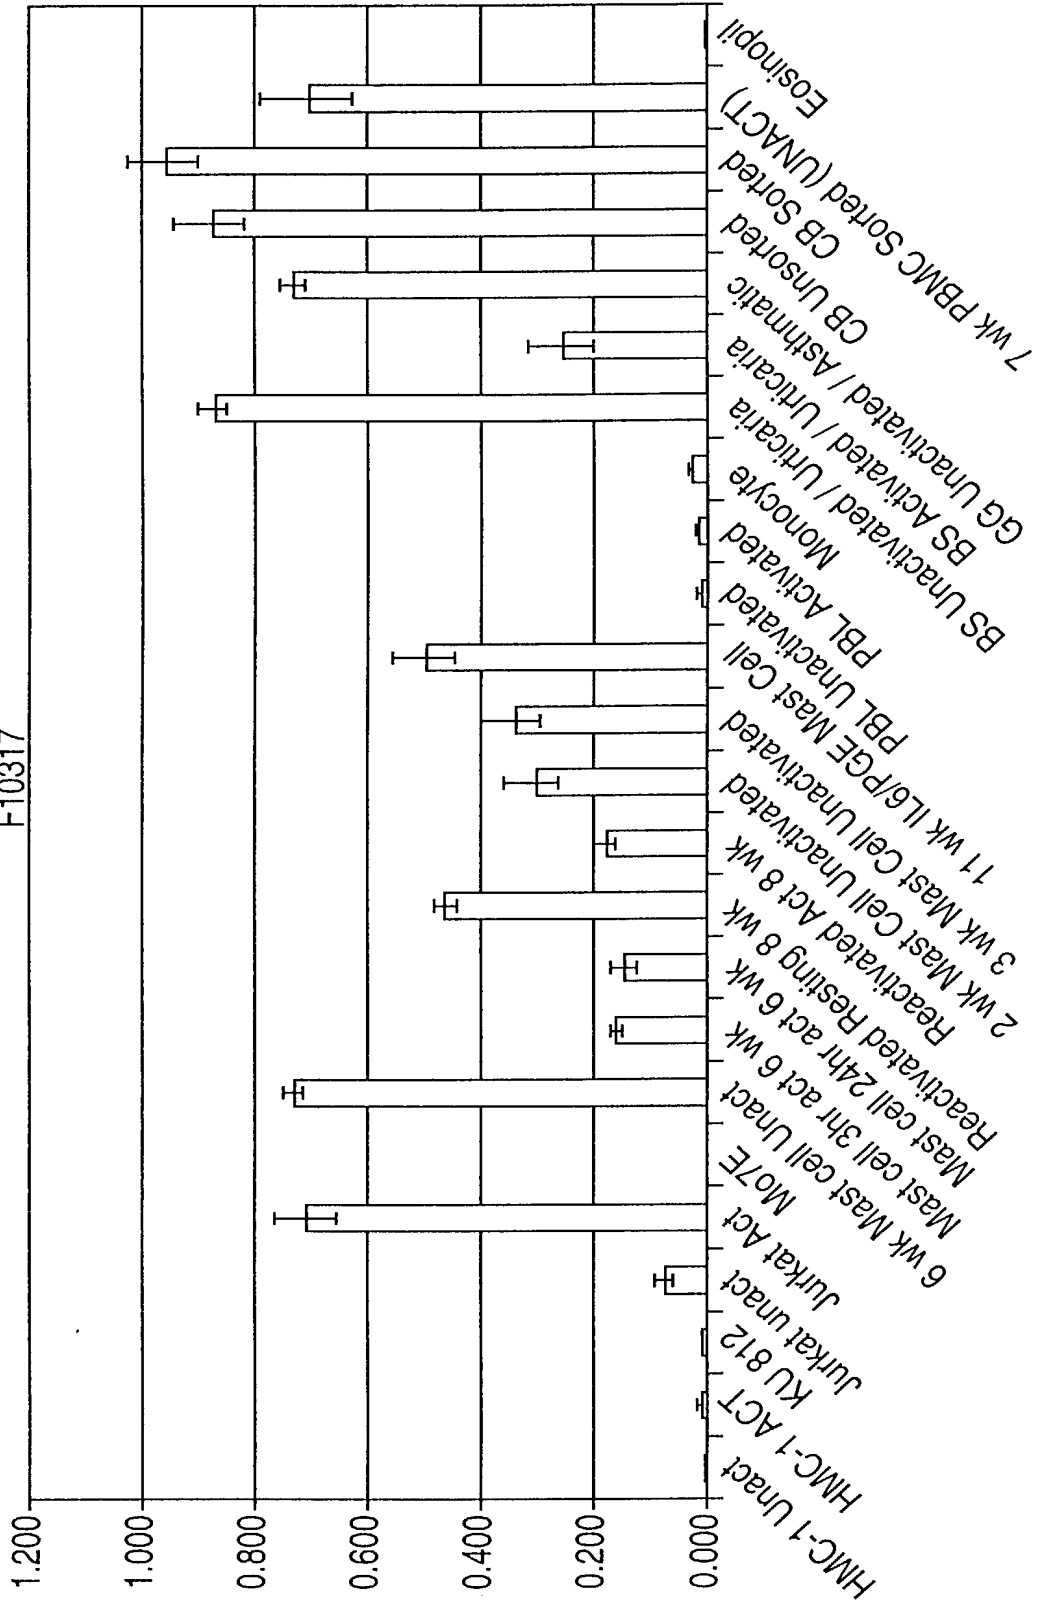 F10317
1.200
1.000
0.800
0.600
0.400
0.200
0.000
HMC-1 Unact
HMC-1 ACT
KU 812
Jurkat unact
Jurkat Act
Mo7E
6 wk Mast cell Unact
Mast cell 3hr act 6 wk
Mast cell 24hr act 6 wk
Reactivated Resting 8 wk
Reactivated Act 8 wk
2 wk Mast Cell Unactivated
3 wk Mast Cell Unactivated
11 wk IL6/PGE Mast Cell
PBL Unactivated
PBL Activated
Monocyte
BS Unactivated / Urticaria
BS Activated / Urticaria
GG Unactivated / Asthmatic
CB Unsorted
CB Sorted
7 wk PBMC Sorted (UNACT)
Eosinopil